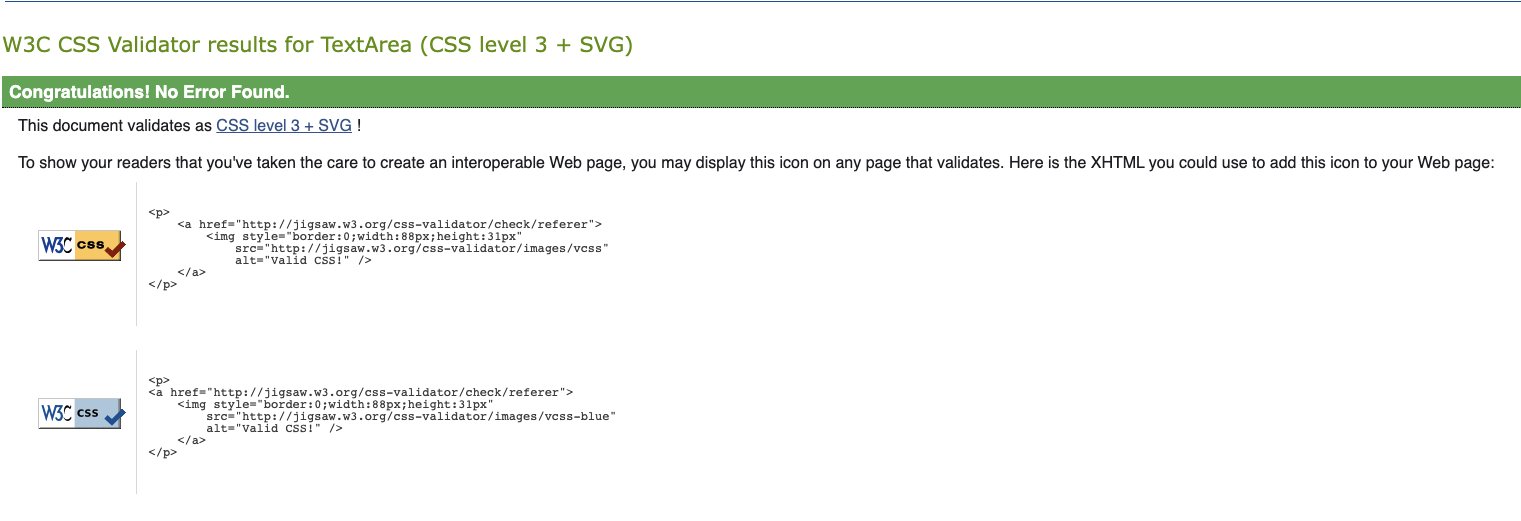 W3C CSS Validator results for TextArea (CSS level 3 + SVG)
Congratulations! No Error Found.
This document validates as CSS level 3 + SVG !
To show your readers that you've taken the care to create an interoperable Web page, you may display this icon on any page that validates. Here is the XHTML you could use to add this icon to your Web page:
W3C css
<p>
    <a href="http://jigsaw.w3.org/css-validator/check/referer">
        <img style="border:0;width:88px;height:31px"
            src="http://jigsaw.w3.org/css-validator/images/vcss"
            alt="Valid CSS!" />
    </a>
</p>
W3C css
<p>
<a href="http://jigsaw.w3.org/css-validator/check/referer">
    <img style="border:0;width:88px;height:31px"
        src="http://jigsaw.w3.org/css-validator/images/vcss-blue"
        alt="Valid CSS!" />
    </a>
</p>